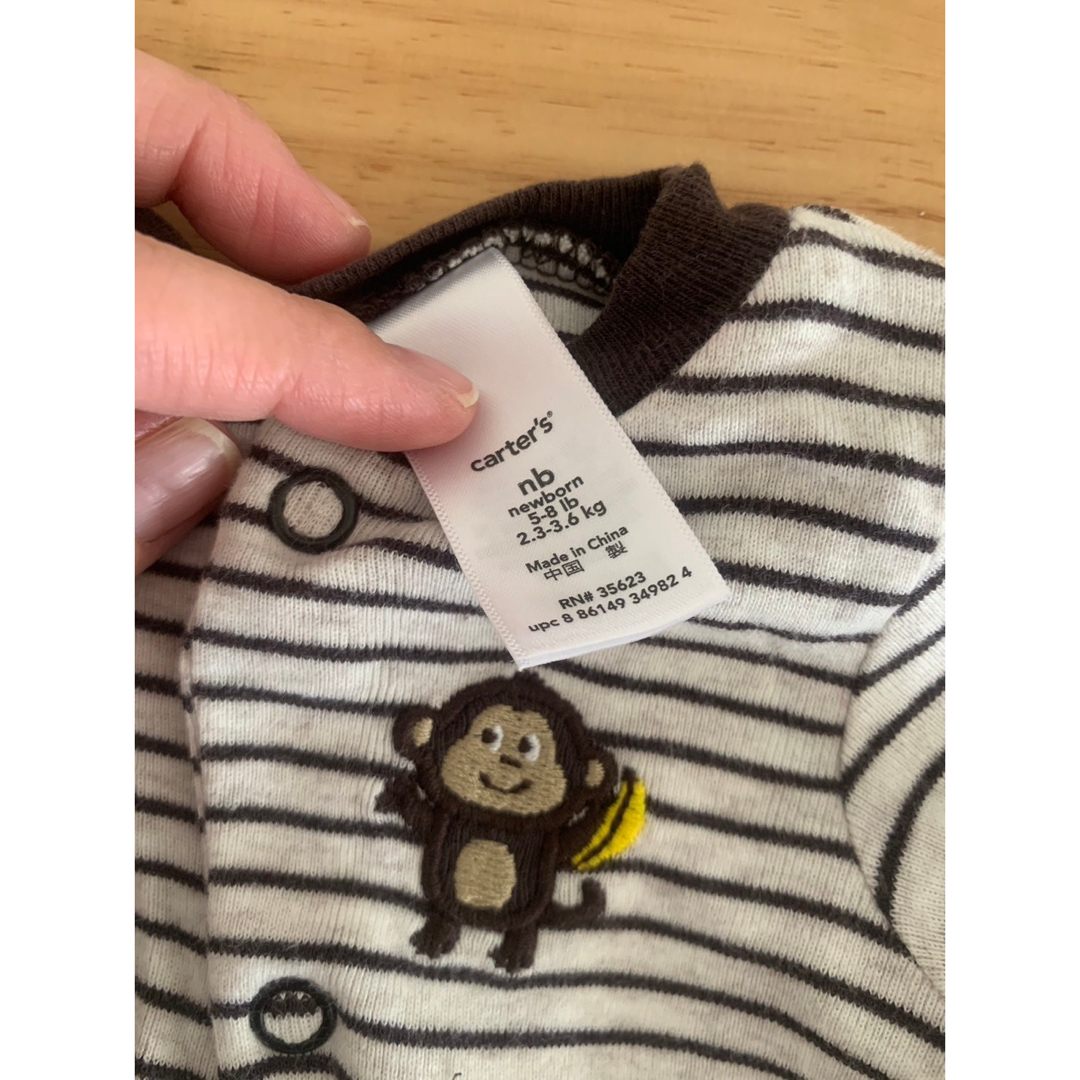 carter's®
nb
newborn
5-8 lb
2.3-3.6 kg
Made in China
中国 製
RN# 35623
upc 8 86149 34982 4